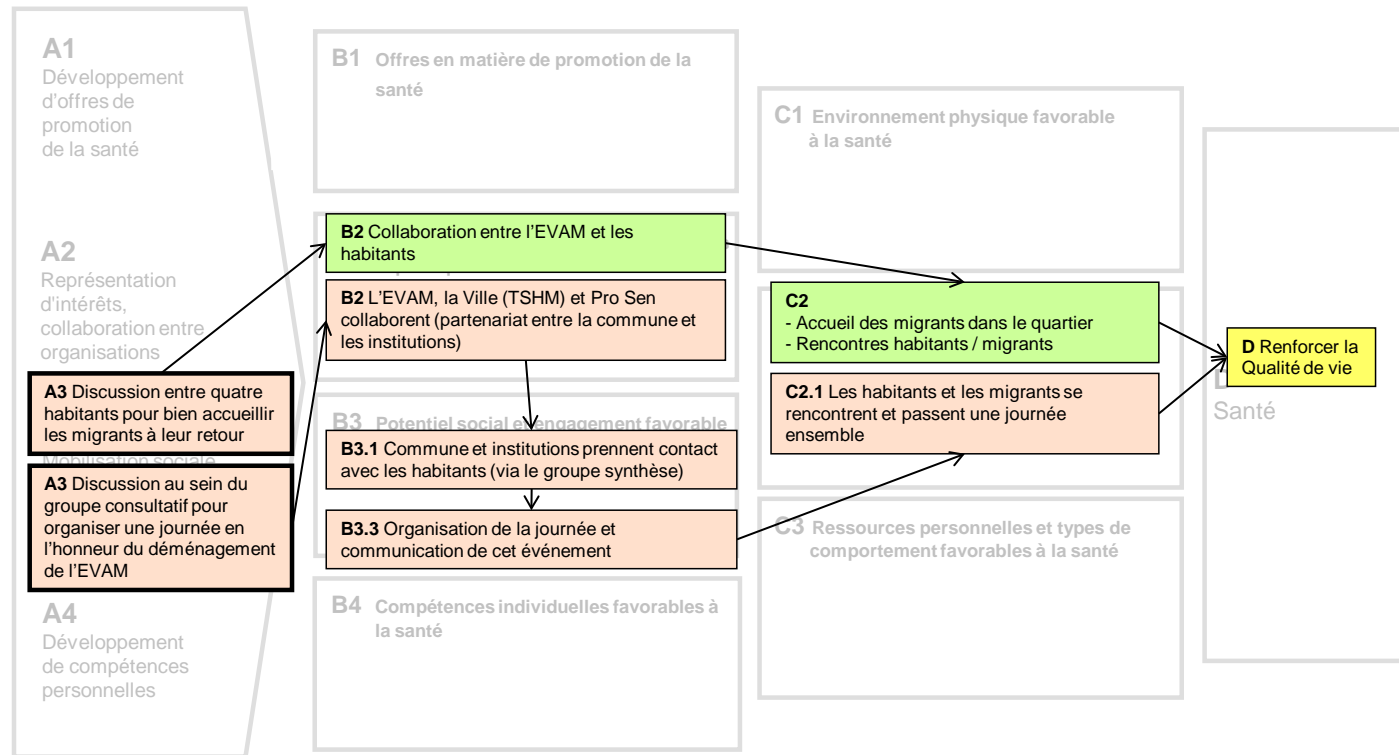 A1
Développement
d'offres de
promotion
de la santé
A2
Représentation
d'intérêts,
collaboration entre
organisations
A3 Discussion entre quatre
habitants pour bien accueillir
les migrants à leur retour
Mobilisation sociale
A3 Discussion au sein du
groupe consultatif pour
organiser une journée en
l'honneur du déménagement
de l'EVAM
A4
Développement
de compétences
personnelles
B1 Offres en matière de promotion de la
santé
B2 Collaboration entre l'EVAM et les
habitants
B2 L'EVAM, la Ville (TSHM) et Pro Sen
collaborent (partenariat entre la commune et
les institutions)
B3 Potentiel social et engagement favorable
B3.1 Commune et institutions prennent contact
avec les habitants (via le groupe synthèse)
B3.3 Organisation de la journée et
communication de cet événement
B4 Compétences individuelles favorables à
la santé
C1 Environnement physique favorable
à la santé
C2
- Accueil des migrants dans le quartier
- Rencontres habitants / migrants
C2.1 Les habitants et les migrants se
rencontrent et passent une journée
ensemble
C3 Ressources personnelles et types de
comportement favorables à la santé
D Renforcer la
Qualité de vie
Santé